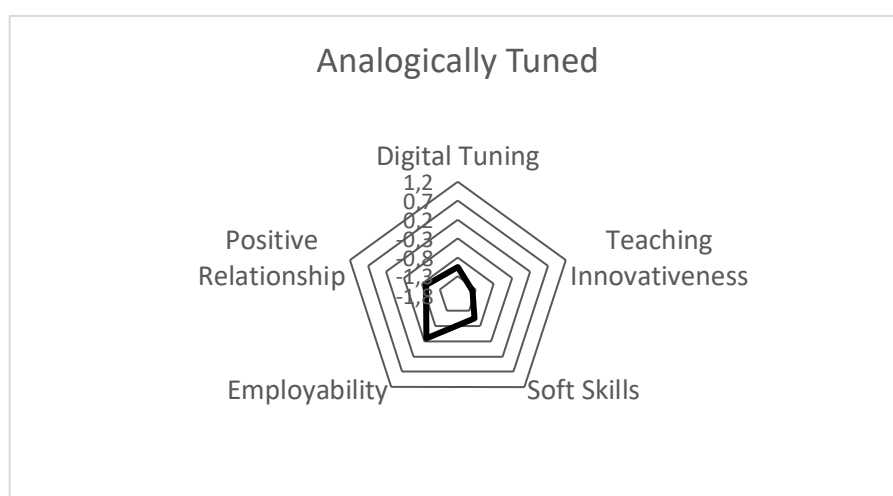 Analogically Tuned
Digital Tuning
1,2
0,7
0,2
-0,3
-0,8
-1,3
-1,8
Teaching
Innovativeness
Soft Skills
Employability
Positive
Relationship